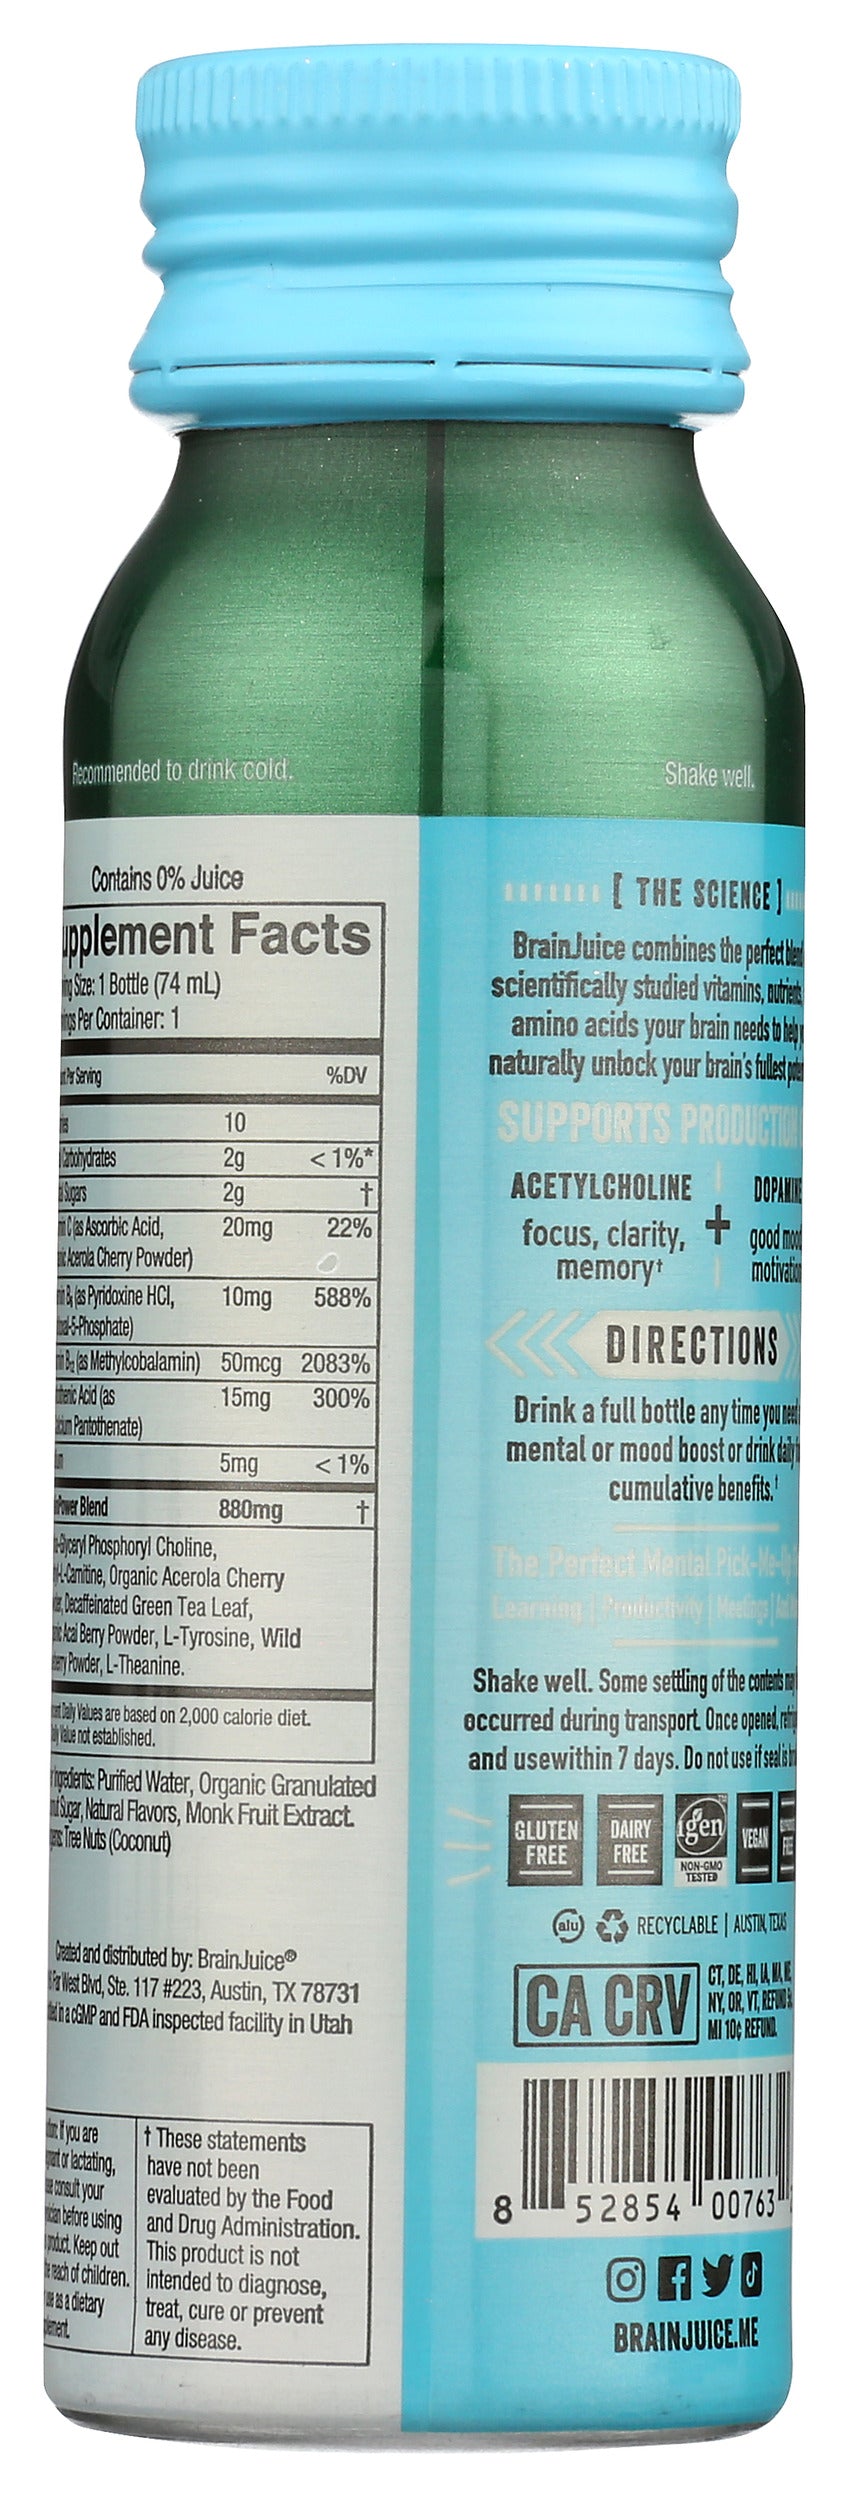 Recommended to drink cold.
Shake well.
Contains 0% Juice
Supplement Facts
Size: 1 Bottle (74 mL)
Per Container: 1
Per Serving %DV
10
Carbohydrates 2g < 1%*
Sugars 2g †
C (as Ascorbic Acid, 20mg 22%
Acerola Cherry Powder)
B₆ (as Pyridoxine HCl, 10mg 588%
-5-Phosphate)
B₁₂ (as Methylcobalamin) 50mcg 2083%
Acid (as 15mg 300%
Pantothenate)
5mg < 1%
Power Blend 880mg †
-Glyceryl Phosphoryl Choline,
-L-Carnitine, Organic Acerola Cherry
Decaffeinated Green Tea Leaf,
Acai Berry Powder, L-Tyrosine, Wild
Powder, L-Theanine.
Daily Values are based on 2,000 calorie diet.
Value not established.
Ingredients: Purified Water, Organic Granulated
Sugar, Natural Flavors, Monk Fruit Extract.
Tree Nuts (Coconut)
Created and distributed by: BrainJuice®
Far West Blvd, Ste. 117 #223, Austin, TX 78731
in a cGMP and FDA inspected facility in Utah
If you are
or lactating,
consult your
before using
product. Keep out
reach of children.
as a dietary
† These statements
have not been
evaluated by the Food
and Drug Administration.
This product is not
intended to diagnose,
treat, cure or prevent
any disease.
[ THE SCIENCE ]
BrainJuice combines the perfect blend
scientifically studied vitamins, nutrients,
amino acids your brain needs to help
naturally unlock your brain's fullest
SUPPORTS PRODUCTION
ACETYLCHOLINE + DOPAMINE
focus, clarity, good mood
memory† motivation
DIRECTIONS
Drink a full bottle any time you need
mental or mood boost or drink daily
cumulative benefits.†
The Perfect Mental Pick-Me-Up
Learning | Productivity | Meetings |
Shake well. Some settling of the contents may
occurred during transport. Once opened,
and usewithin 7 days. Do not use if seal is
GLUTEN FREE
DAIRY FREE
igen™ NON-GMO TESTED
VEGAN
FREE
alu RECYCLABLE | AUSTIN, TEXAS
CA CRV
CT, DE, HI, IA, MA, ME,
NY, OR, VT, REFUND
MI 10¢ REFUND.
8 52854 00763
BRAINJUICE.ME